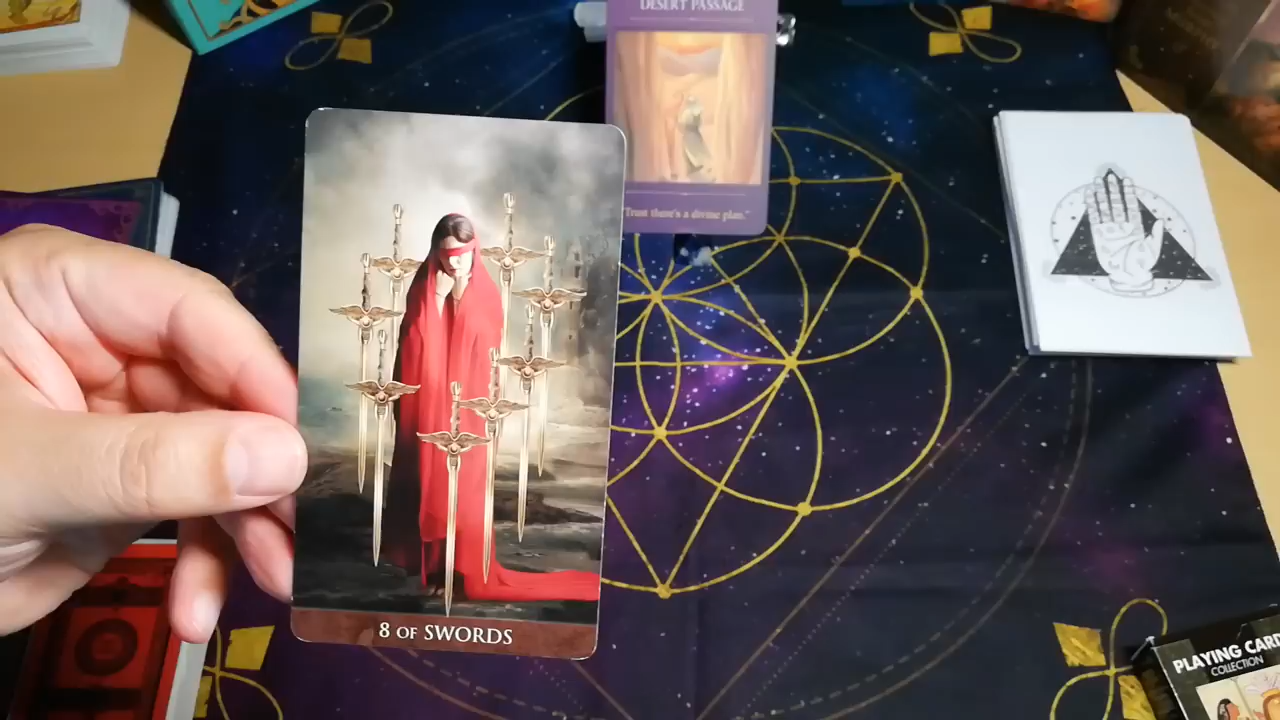 DESERT PASSAGE
"Trust there's a divine plan."
8 OF SWORDS
PLAYING CARD
COLLECTION